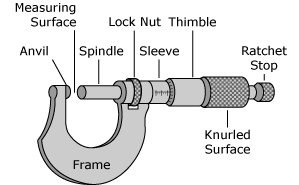 Measuring
Surface
Lock Nut
Thimble
Anvil
Spindle
Sleeve
Ratchet
Stop
Knurled
Surface
Frame